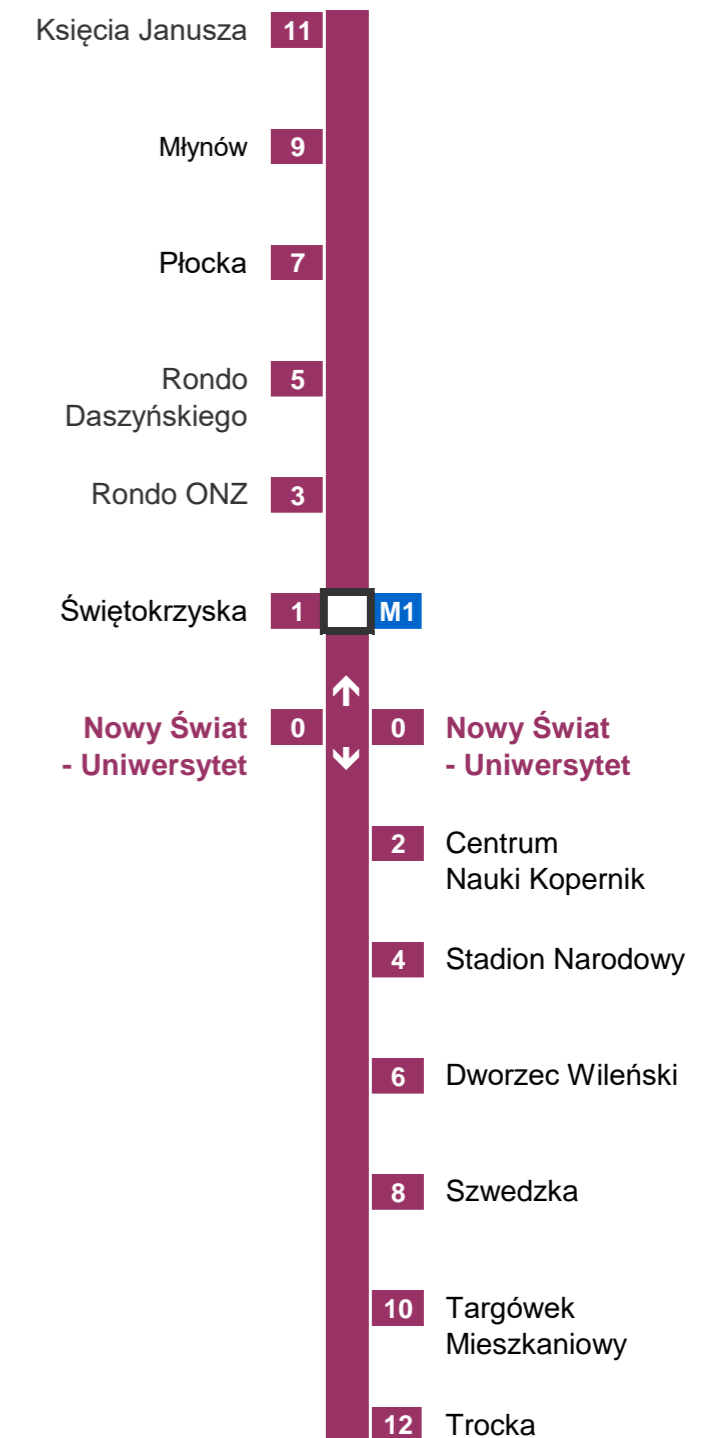 Księcia Janusza 11
Młynów 9
Płocka 7
Rondo 5
Daszyńskiego
Rondo ONZ 3
Świętokrzyska 1 M1
Nowy Świat 0 0 Nowy Świat
- Uniwersytet - Uniwersytet
2 Centrum
Nauki Kopernik
4 Stadion Narodowy
6 Dworzec Wileński
8 Szwedzka
10 Targówek
Mieszkaniowy
12 Trocka